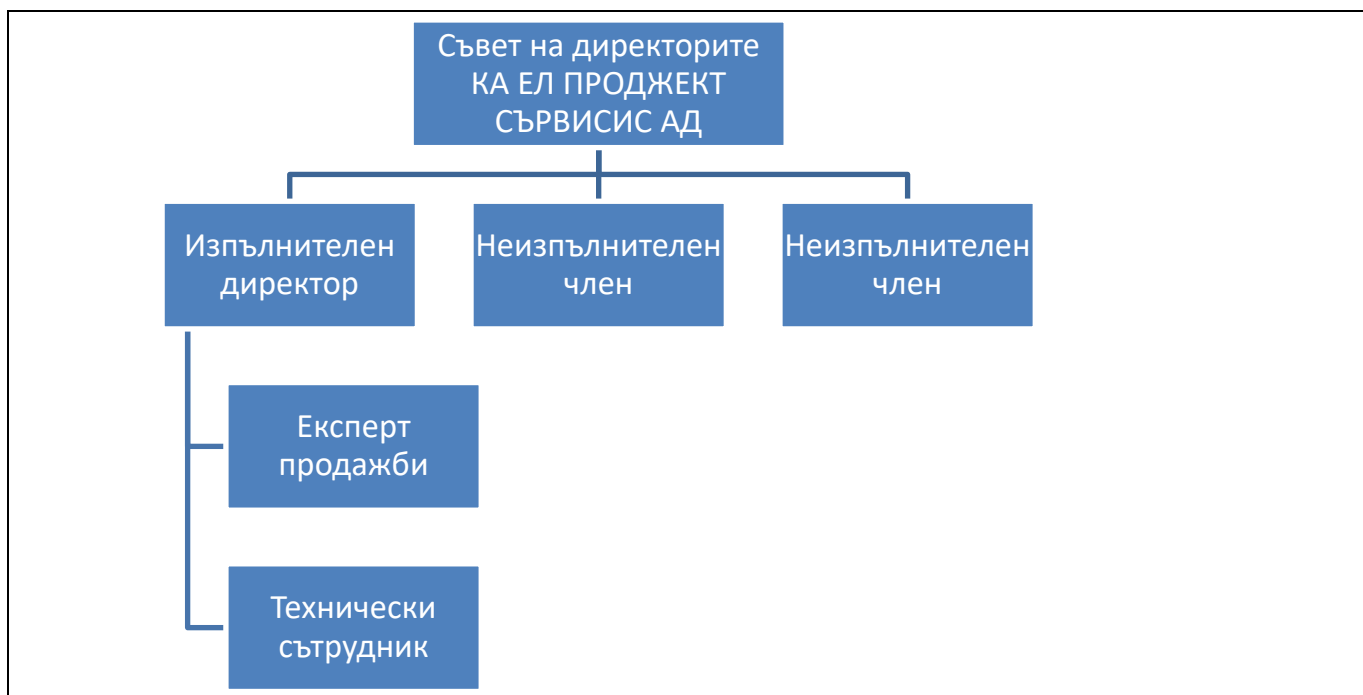 Съвет на директорите
КА ЕЛ ПРОДЖЕКТ
СЪРВИСИС АД
Изпълнителен
директор
Неизпълнителен
член
Неизпълнителен
член
Експерт
продажби
Технически
сътрудник